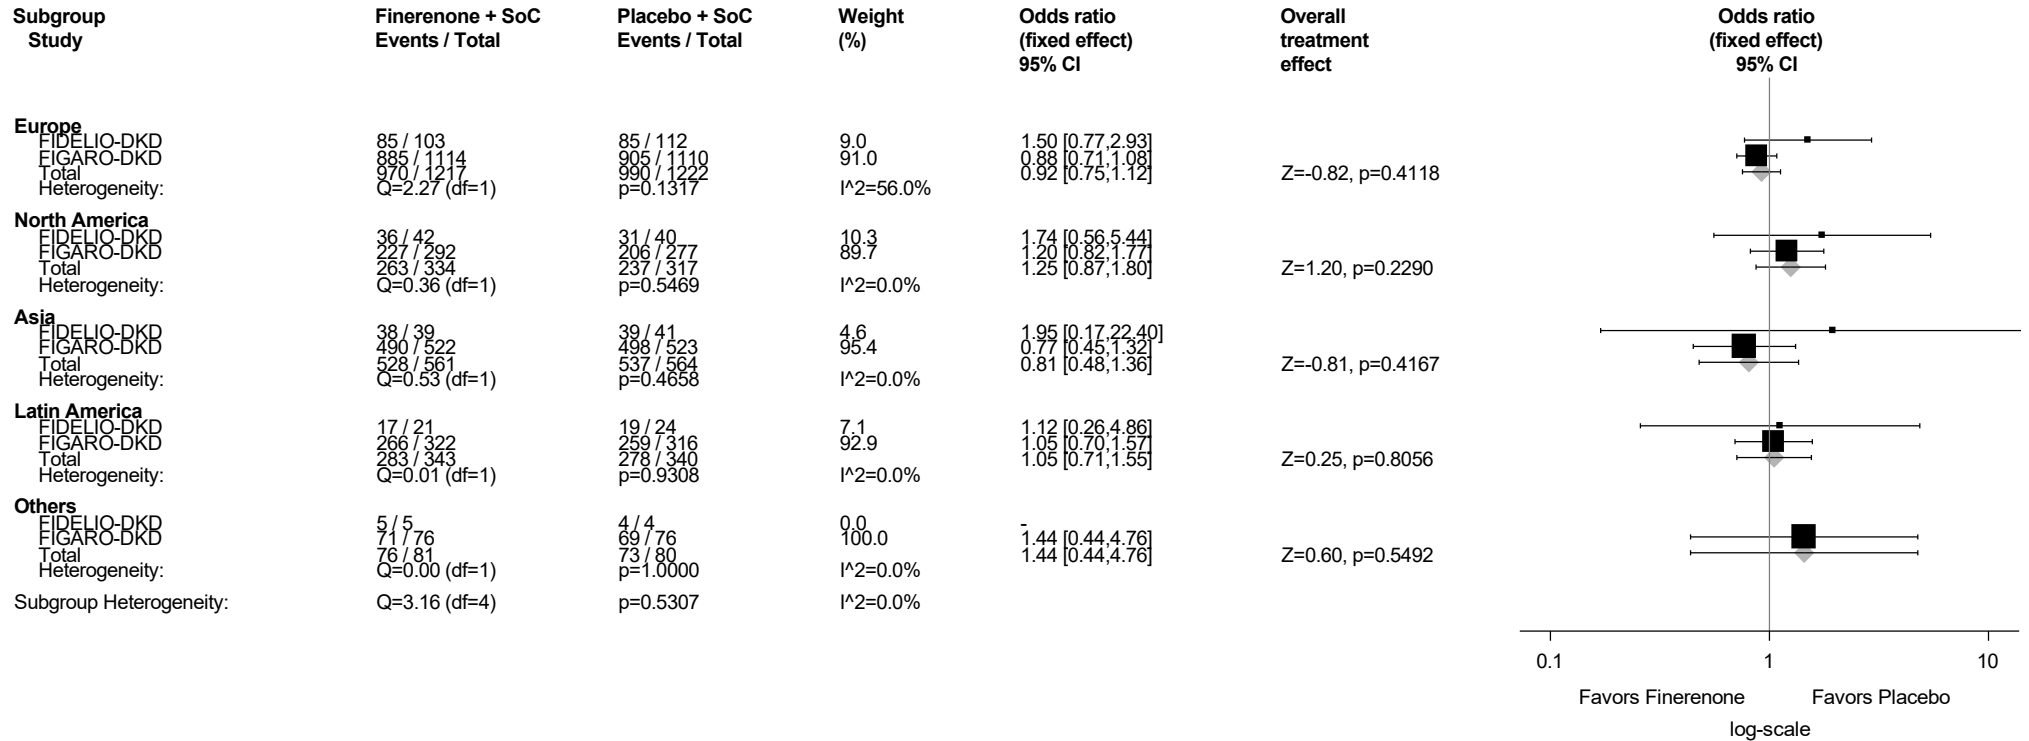 Subgroup Finerenone + SoC Placebo + SoC Weight Odds ratio Overall Odds ratio
Study Events / Total Events / Total (%) (fixed effect) treatment (fixed effect)
95% CI effect 95% CI
Europe
FIDELIO-DKD 85 / 103 85 / 112 9.0 1.50 [0.77,2.93]
FIGARO-DKD 885 / 1114 905 / 1110 91.0 0.88 [0.71,1.08]
Total 970 / 1217 990 / 1222 0.92 [0.75,1.12] Z=-0.82, p=0.4118
Heterogeneity: Q=2.27 (df=1) p=0.1317 I^2=56.0%
North America
FIDELIO-DKD 36 / 42 31 / 40 10.3 1.74 [0.56,5.44]
FIGARO-DKD 227 / 292 206 / 277 89.7 1.20 [0.82,1.77]
Total 263 / 334 237 / 317 1.25 [0.87,1.80] Z=1.20, p=0.2290
Heterogeneity: Q=0.36 (df=1) p=0.5469 I^2=0.0%
Asia
FIDELIO-DKD 38 / 39 39 / 41 4.6 1.95 [0.17,22.40]
FIGARO-DKD 490 / 522 498 / 523 95.4 0.77 [0.45,1.32]
Total 528 / 561 537 / 564 0.81 [0.48,1.36] Z=-0.81, p=0.4167
Heterogeneity: Q=0.53 (df=1) p=0.4658 I^2=0.0%
Latin America
FIDELIO-DKD 17 / 21 19 / 24 7.1 1.12 [0.26,4.86]
FIGARO-DKD 266 / 322 259 / 316 92.9 1.05 [0.70,1.57]
Total 283 / 343 278 / 340 1.05 [0.71,1.55] Z=0.25, p=0.8056
Heterogeneity: Q=0.01 (df=1) p=0.9308 I^2=0.0%
Others
FIDELIO-DKD 5 / 5 4 / 4 0.0 -
FIGARO-DKD 71 / 76 69 / 76 100.0 1.44 [0.44,4.76]
Total 76 / 81 73 / 80 1.44 [0.44,4.76] Z=0.60, p=0.5492
Heterogeneity: Q=0.00 (df=1) p=1.0000 I^2=0.0%
Subgroup Heterogeneity: Q=3.16 (df=4) p=0.5307 I^2=0.0%
0.1 1 10
Favors Finerenone Favors Placebo
log-scale